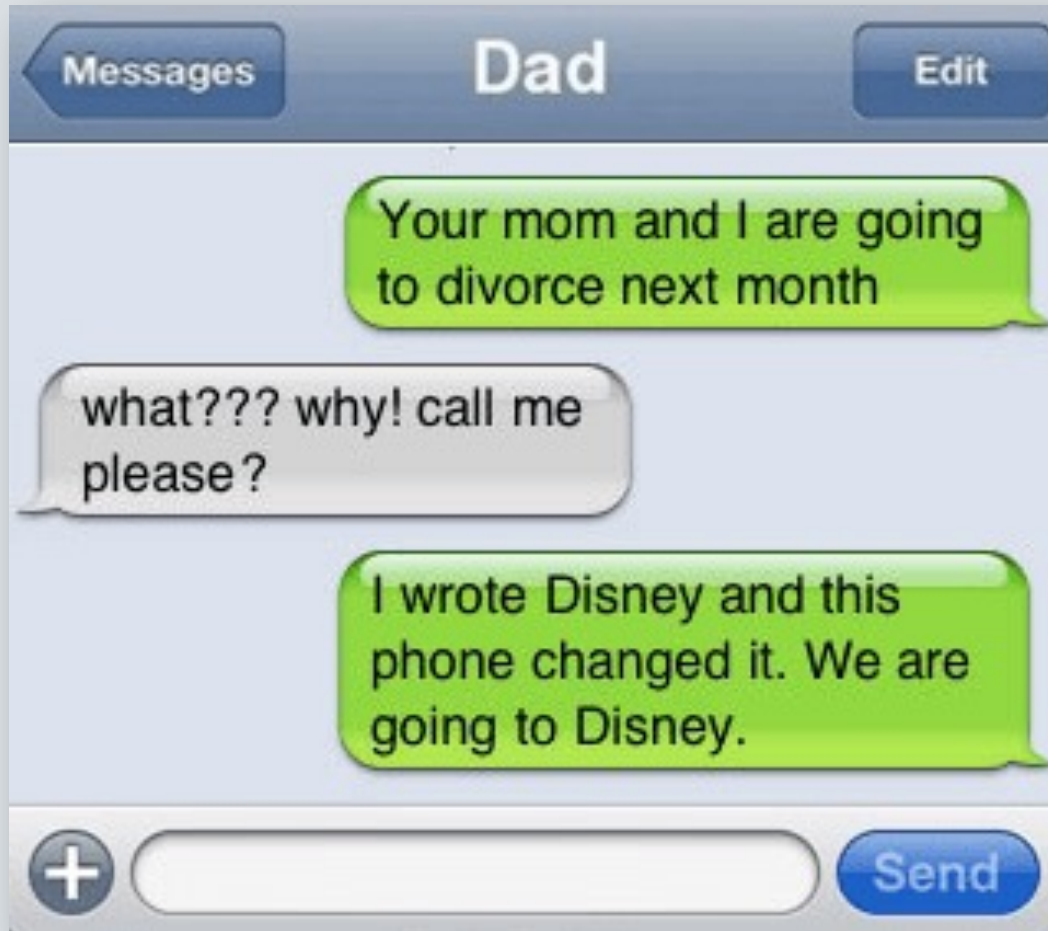 Messages
Dad
Edit
Your mom and I are going
to divorce next month
what??? why! call me
please?
I wrote Disney and this
phone changed it. We are
going to Disney.
Send